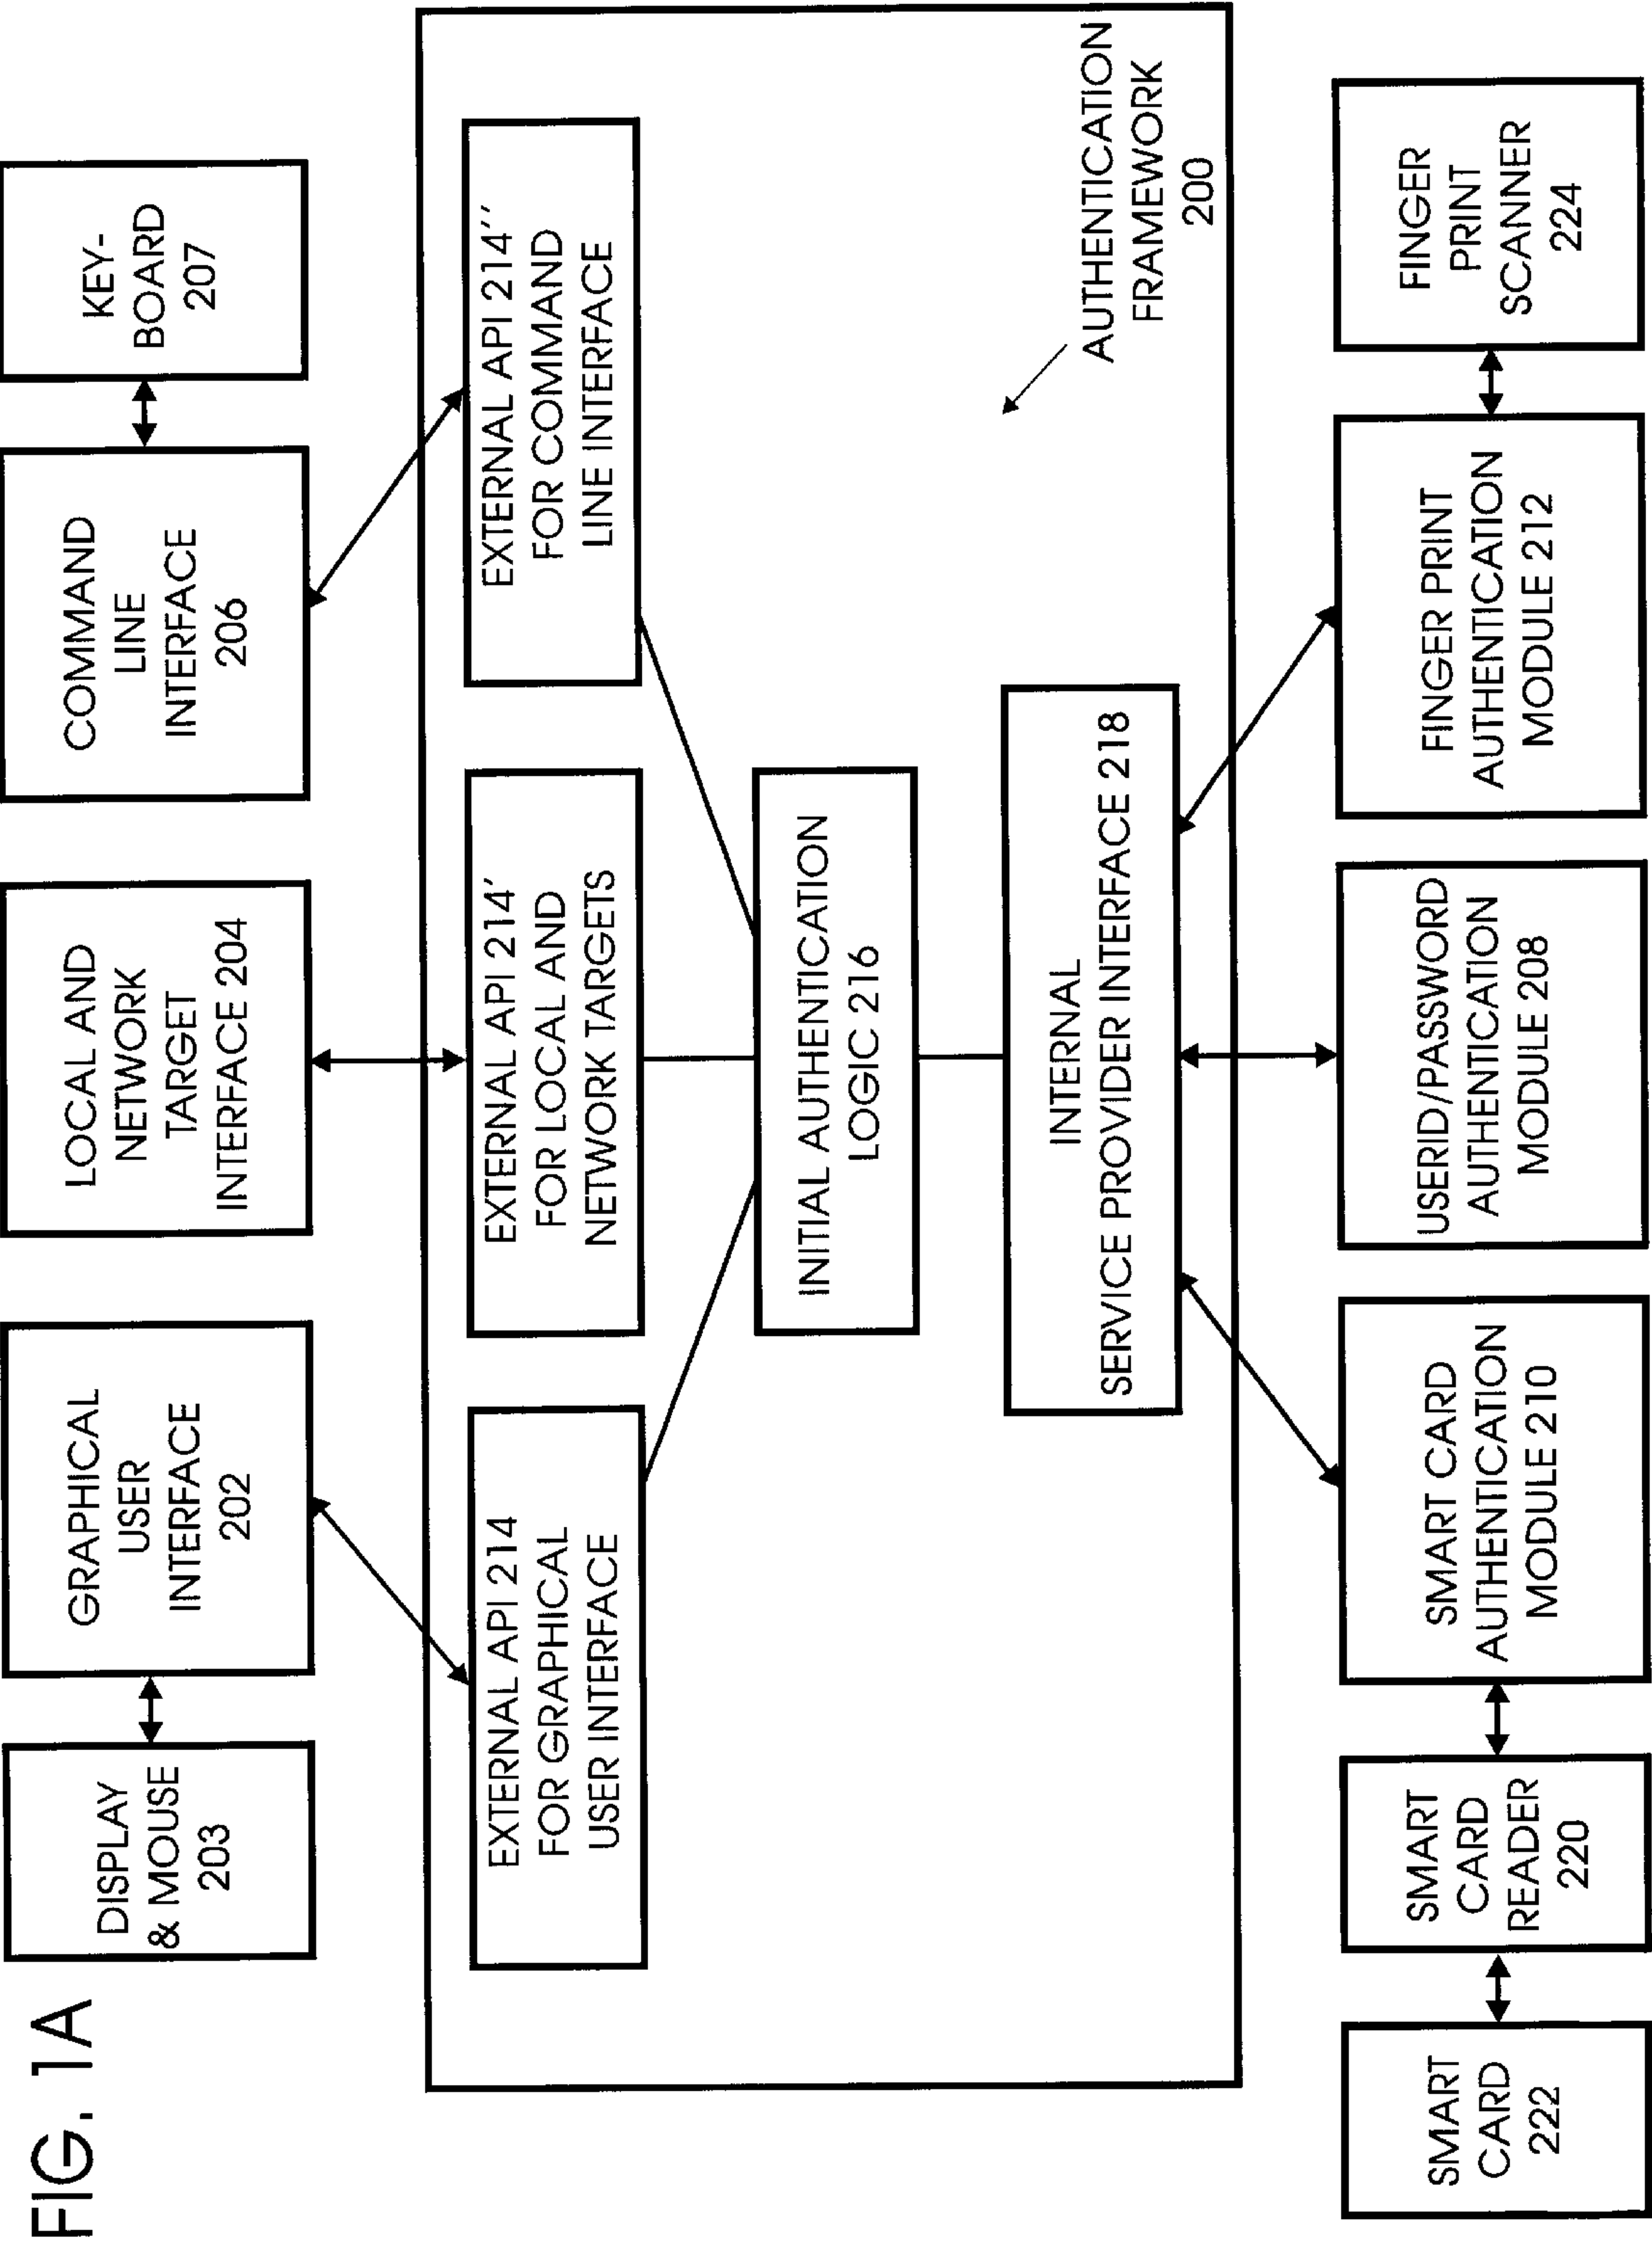 FIG. 1A
DISPLAY
& MOUSE
203
GRAPHICAL
USER
INTERFACE
202
LOCAL AND
NETWORK
TARGET
INTERFACE 204
COMMAND
LINE
INTERFACE
206
KEY-
BOARD
207
EXTERNAL API 214
FOR GRAPHICAL
USER INTERFACE
EXTERNAL API 214'
FOR LOCAL AND
NETWORK TARGETS
EXTERNAL API 214''
FOR COMMAND
LINE INTERFACE
INITIAL AUTHENTICATION
LOGIC 216
INTERNAL
SERVICE PROVIDER INTERFACE 218
AUTHENTICATION
FRAMEWORK
200
SMART
CARD
222
SMART
CARD
READER
220
SMART CARD
AUTHENTICATION
MODULE 210
USERID/PASSWORD
AUTHENTICATION
MODULE 208
FINGER PRINT
AUTHENTICATION
MODULE 212
FINGER
PRINT
SCANNER
224